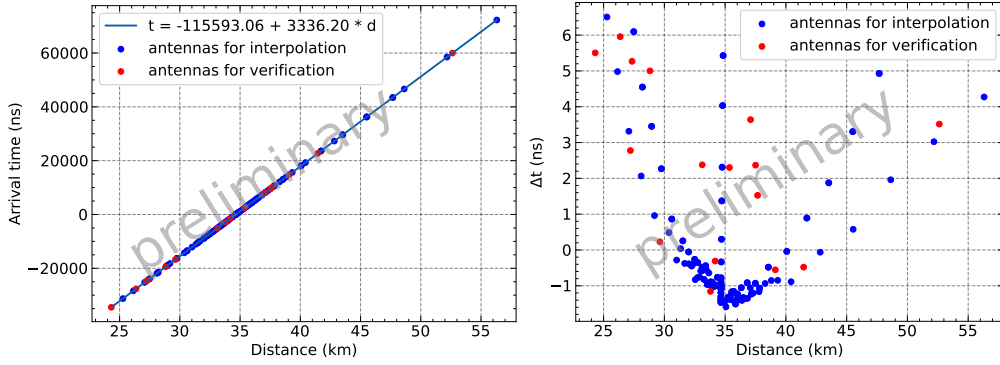 t = -115593.06 + 3336.20 * d
antennas for interpolation
antennas for verification
60000
40000
20000
0
−20000
Arrival time (ns)
25 30 35 40 45 50 55
Distance (km)
preliminary
antennas for interpolation
antennas for verification
6
5
4
3
2
1
0
−1
Δt (ns)
25 30 35 40 45 50 55
Distance (km)
preliminary